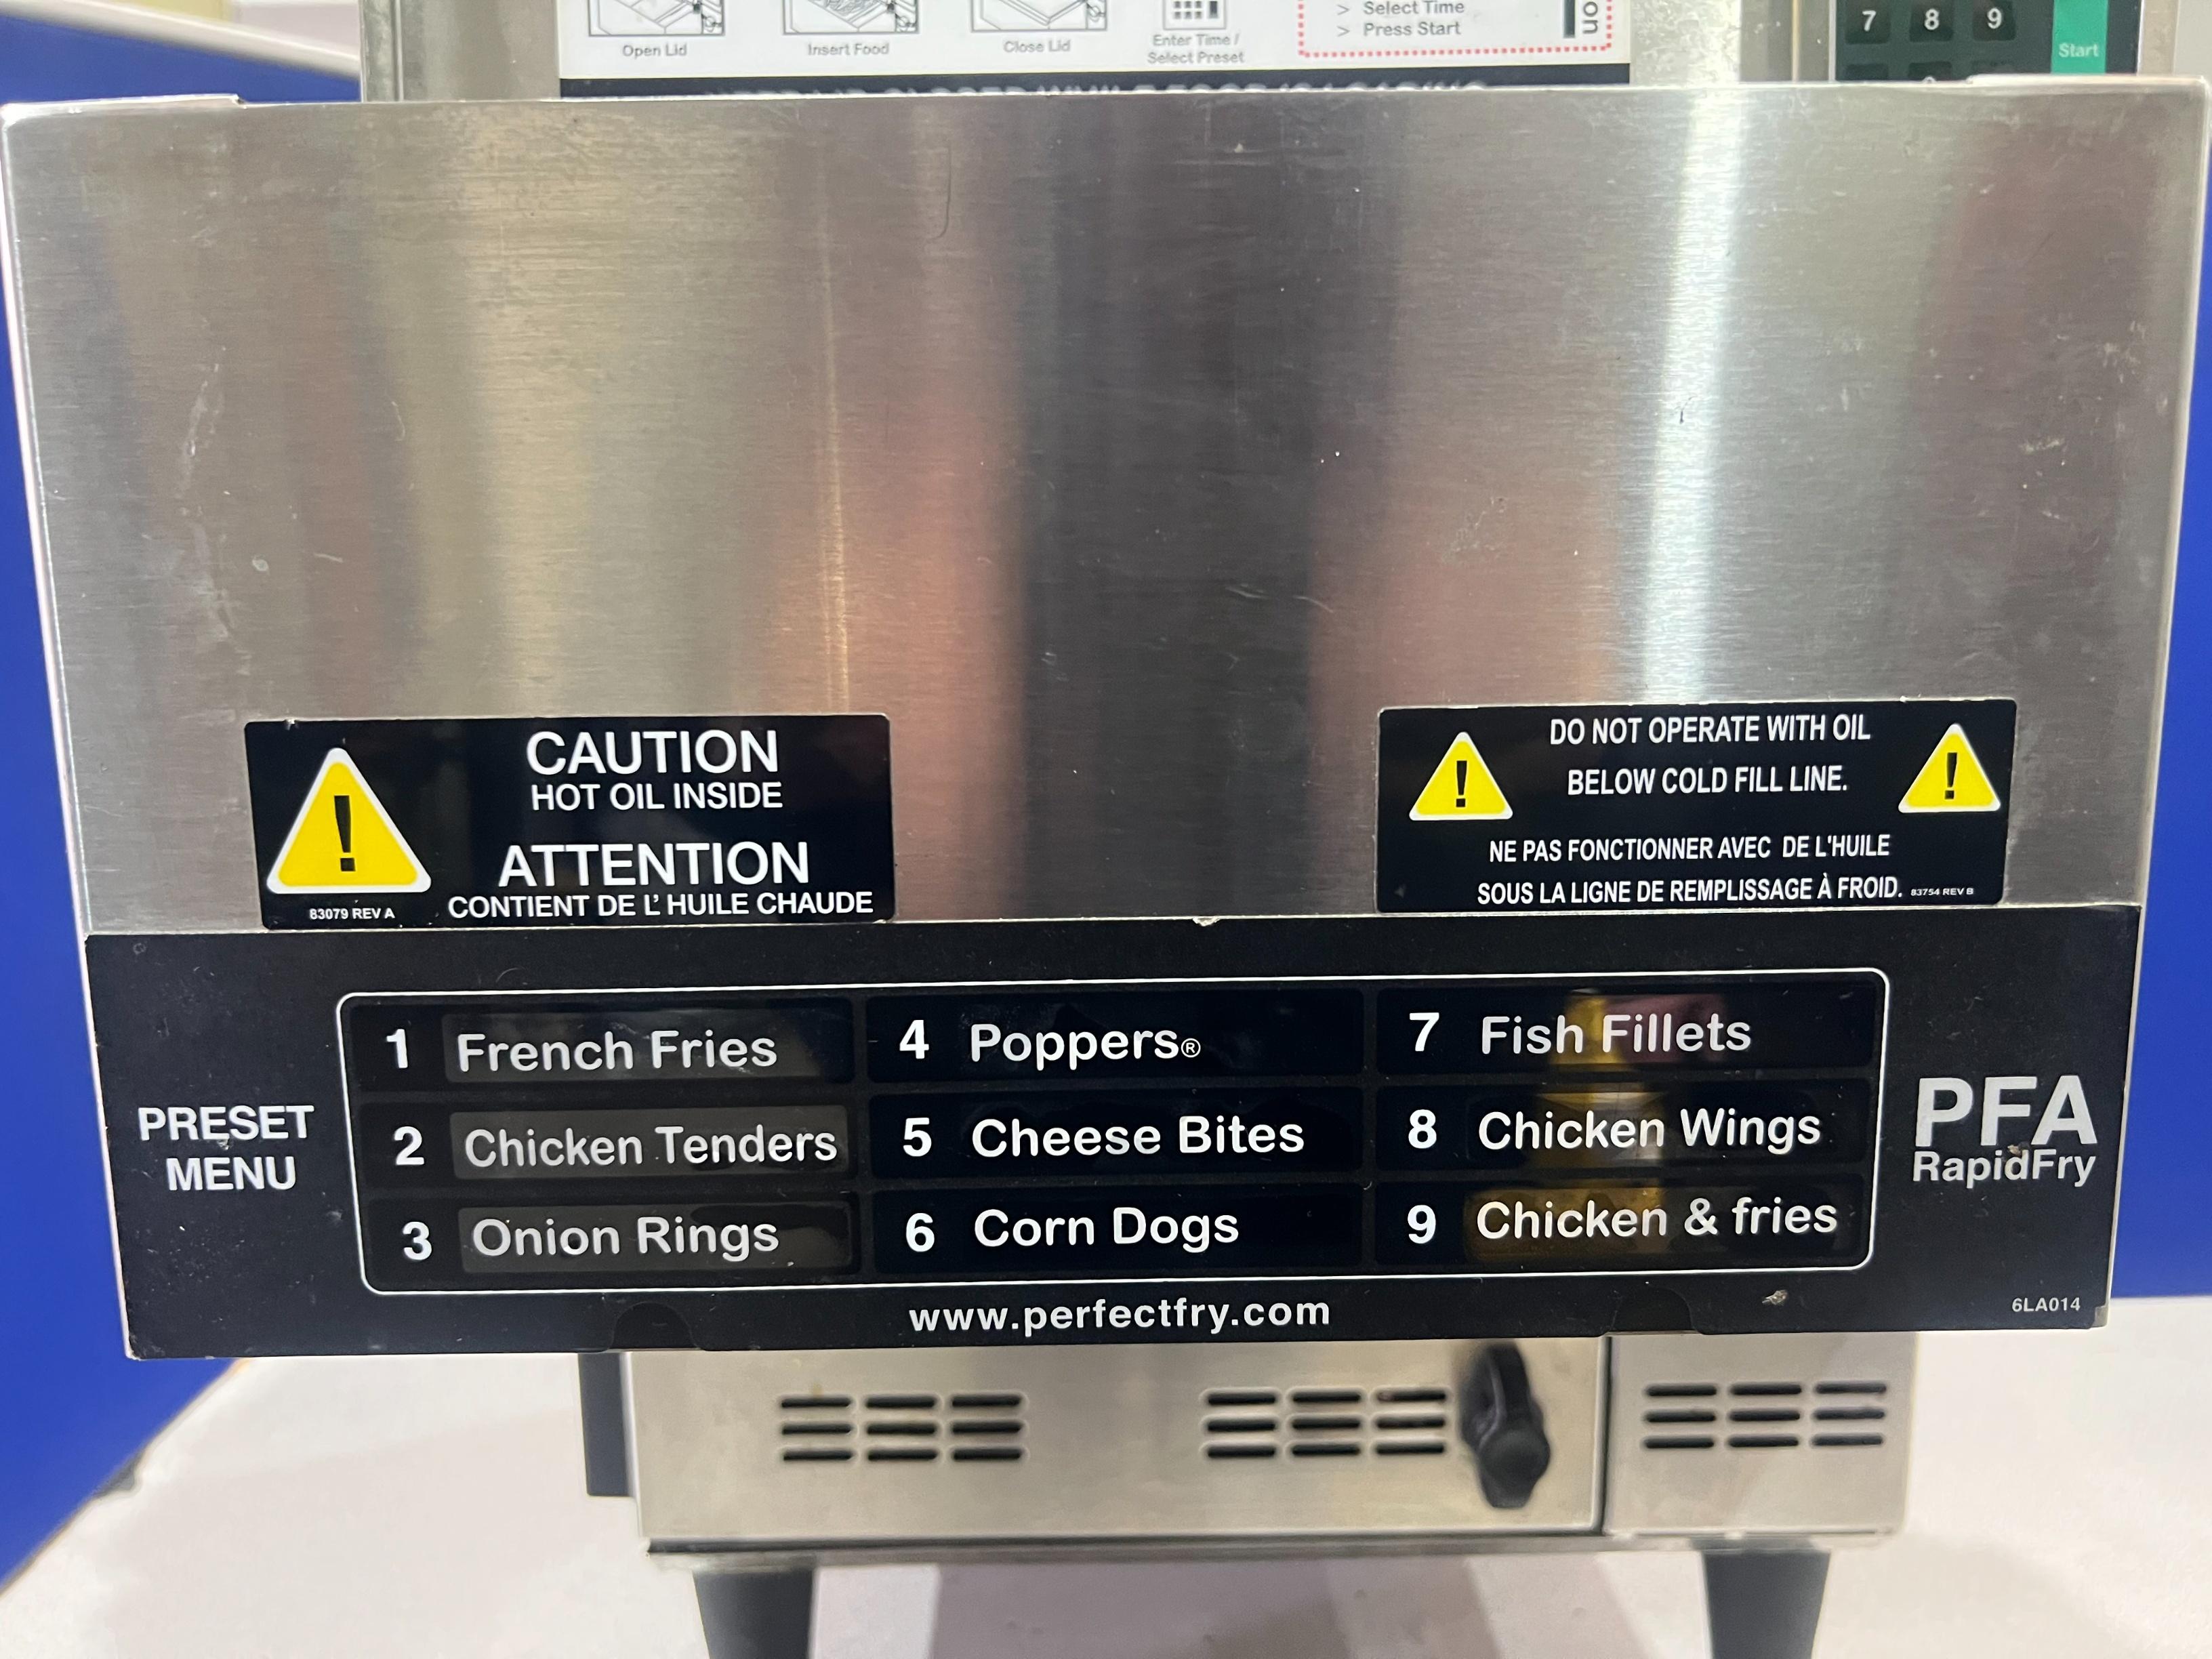 Open Lid
Insert Food
Close Lid
Enter Time /
Select Preset
> Select Time
> Press Start
on
7 8 9
Start
CAUTION
HOT OIL INSIDE
ATTENTION
CONTIENT DE L'HUILE CHAUDE
83079 REV A
DO NOT OPERATE WITH OIL
BELOW COLD FILL LINE.
NE PAS FONCTIONNER AVEC DE L'HUILE
SOUS LA LIGNE DE REMPLISSAGE À FROID.
83754 REV B
PRESET
MENU
1 French Fries
2 Chicken Tenders
3 Onion Rings
4 Poppers®
5 Cheese Bites
6 Corn Dogs
7 Fish Fillets
8 Chicken Wings
9 Chicken & fries
PFA
RapidFry
www.perfectfry.com
6LA014